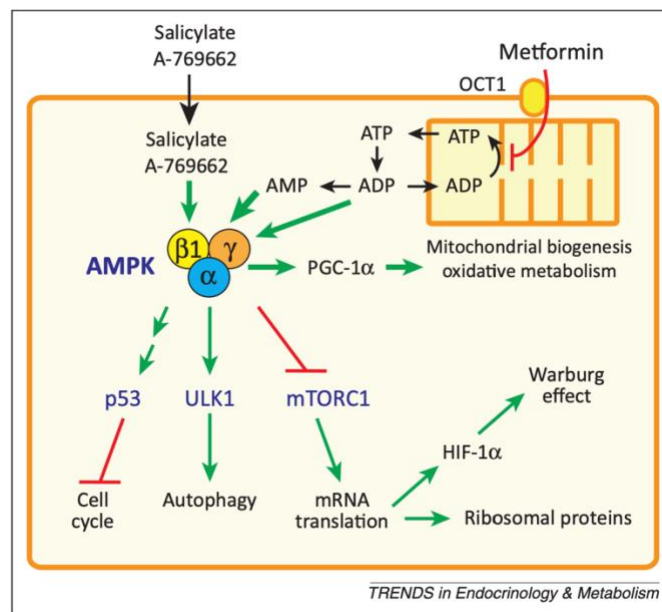 Salicylate
A-769662
Metformin
OCT1
Salicylate
A-769662
ATP
ATP
AMP
ADP
ADP
β1
γ
α
AMPK
PGC-1α
Mitochondrial biogenesis
oxidative metabolism
p53
ULK1
mTORC1
Warburg
effect
HIF-1α
Cell
cycle
Autophagy
mRNA
translation
Ribosomal proteins
TRENDS in Endocrinology & Metabolism